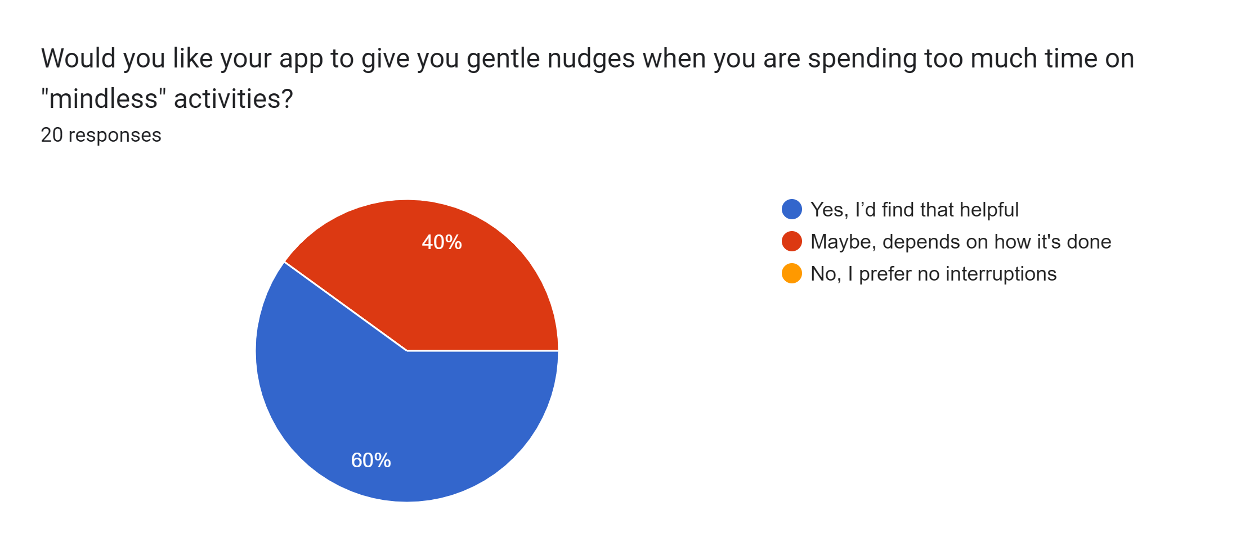 Would you like your app to give you gentle nudges when you are spending too much time on
"mindless" activities?
20 responses
40%
60%
Yes, I’d find that helpful
Maybe, depends on how it's done
No, I prefer no interruptions